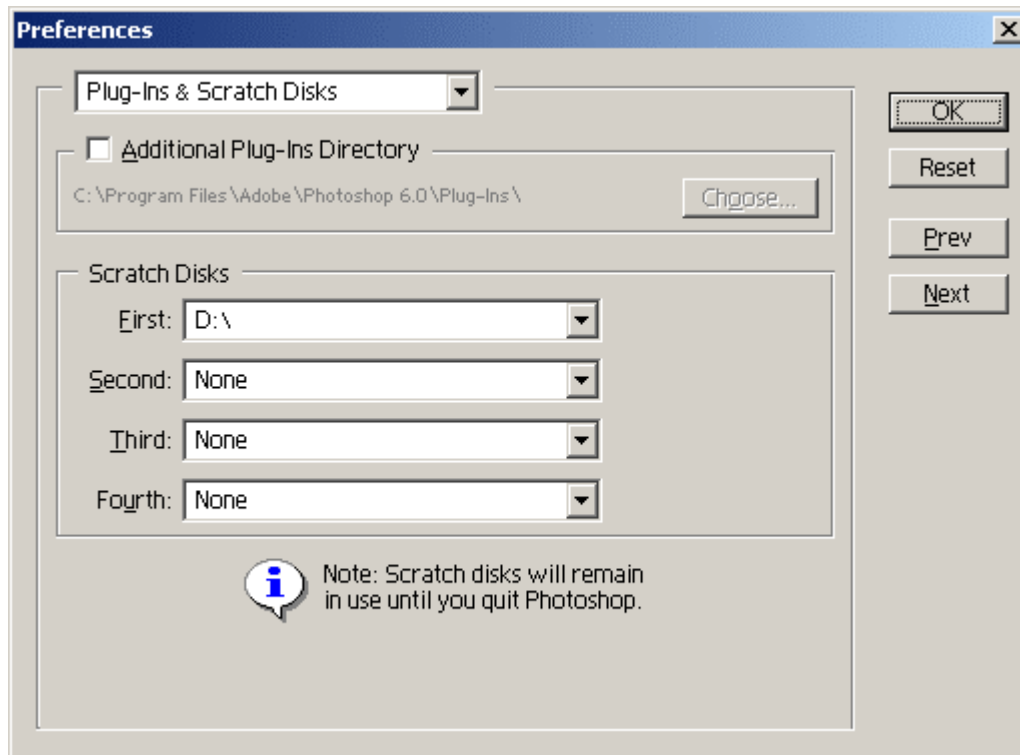 Preferences
Plug-Ins & Scratch Disks
OK
Additional Plug-Ins Directory
Reset
C:\Program Files\Adobe\Photoshop 6.0\Plug-Ins\
Choose...
Prev
Scratch Disks
Next
First: D:\
Second: None
Third: None
Fourth: None
Note: Scratch disks will remain
in use until you quit Photoshop.